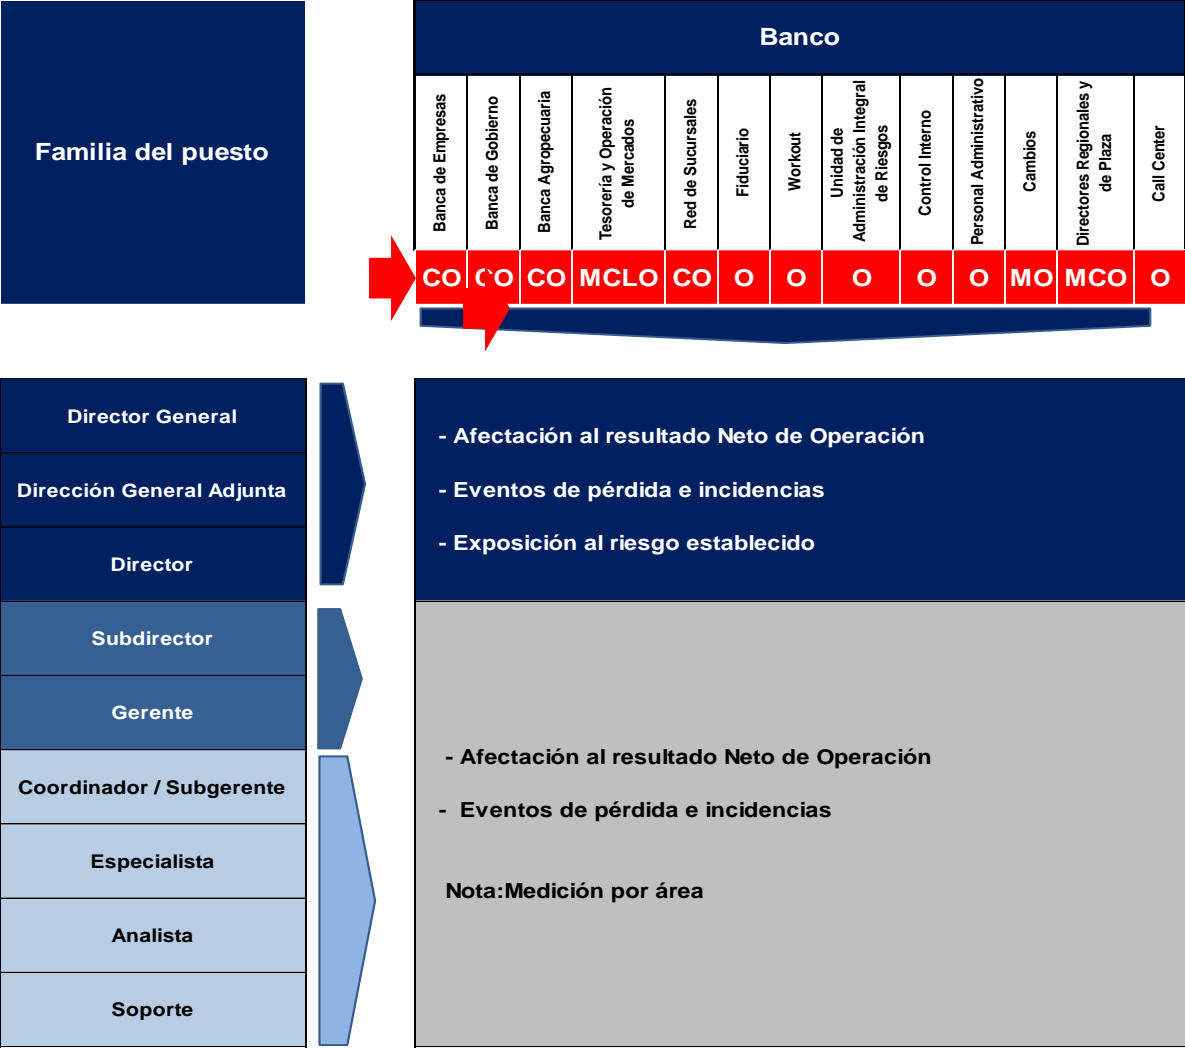 Familia del puesto
Banco
Banca de Empresas
Banca de Gobierno
Banca Agropecuaria
Tesorería y Operación
de Mercados
Red de Sucursales
Fiduciario
Workout
Unidad de
Administración Integral
de Riesgos
Control Interno
Personal Administrativo
Cambios
Directores Regionales y
de Plaza
Call Center
CO CO CO MCLO CO O O O O O MO MCO O
Director General
Dirección General Adjunta
Director
- Afectación al resultado Neto de Operación
- Eventos de pérdida e incidencias
- Exposición al riesgo establecido
Subdirector
Gerente
Coordinador / Subgerente
Especialista
Analista
Soporte
- Afectación al resultado Neto de Operación
- Eventos de pérdida e incidencias
Nota:Medición por área